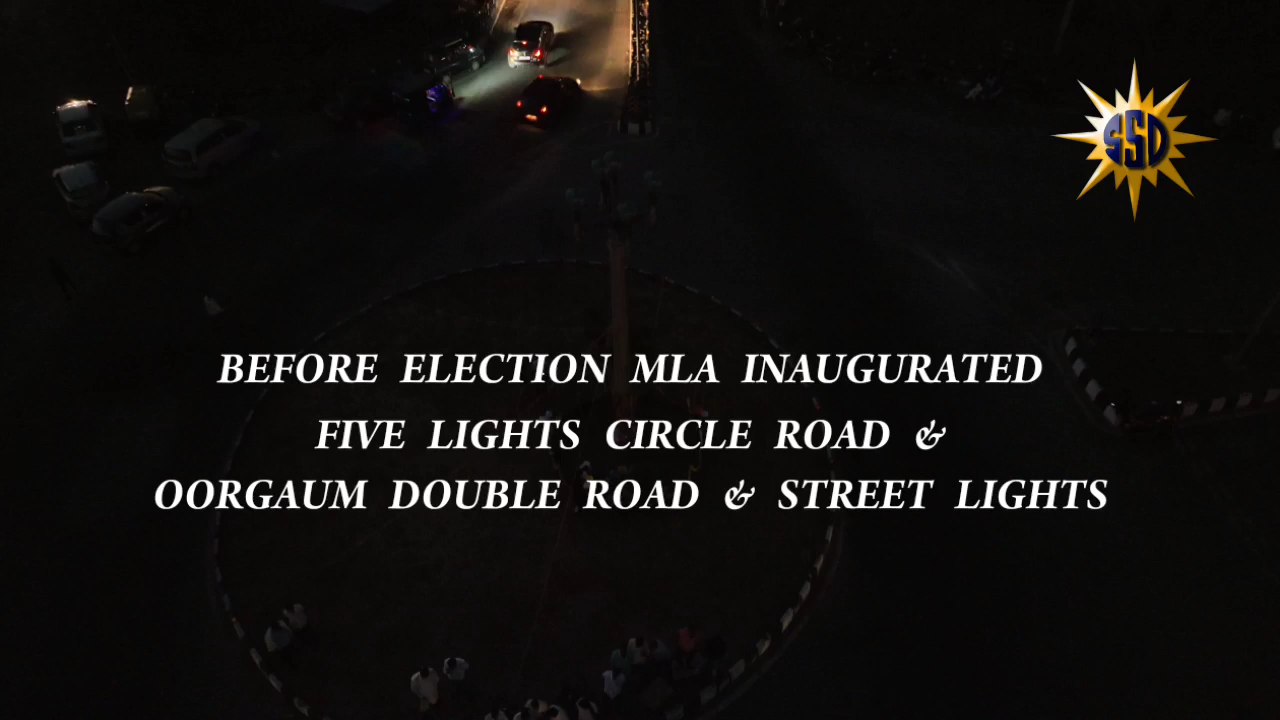 SSD
BEFORE ELECTION MLA INAUGURATED
FIVE LIGHTS CIRCLE ROAD &
OORGAUM DOUBLE ROAD & STREET LIGHTS